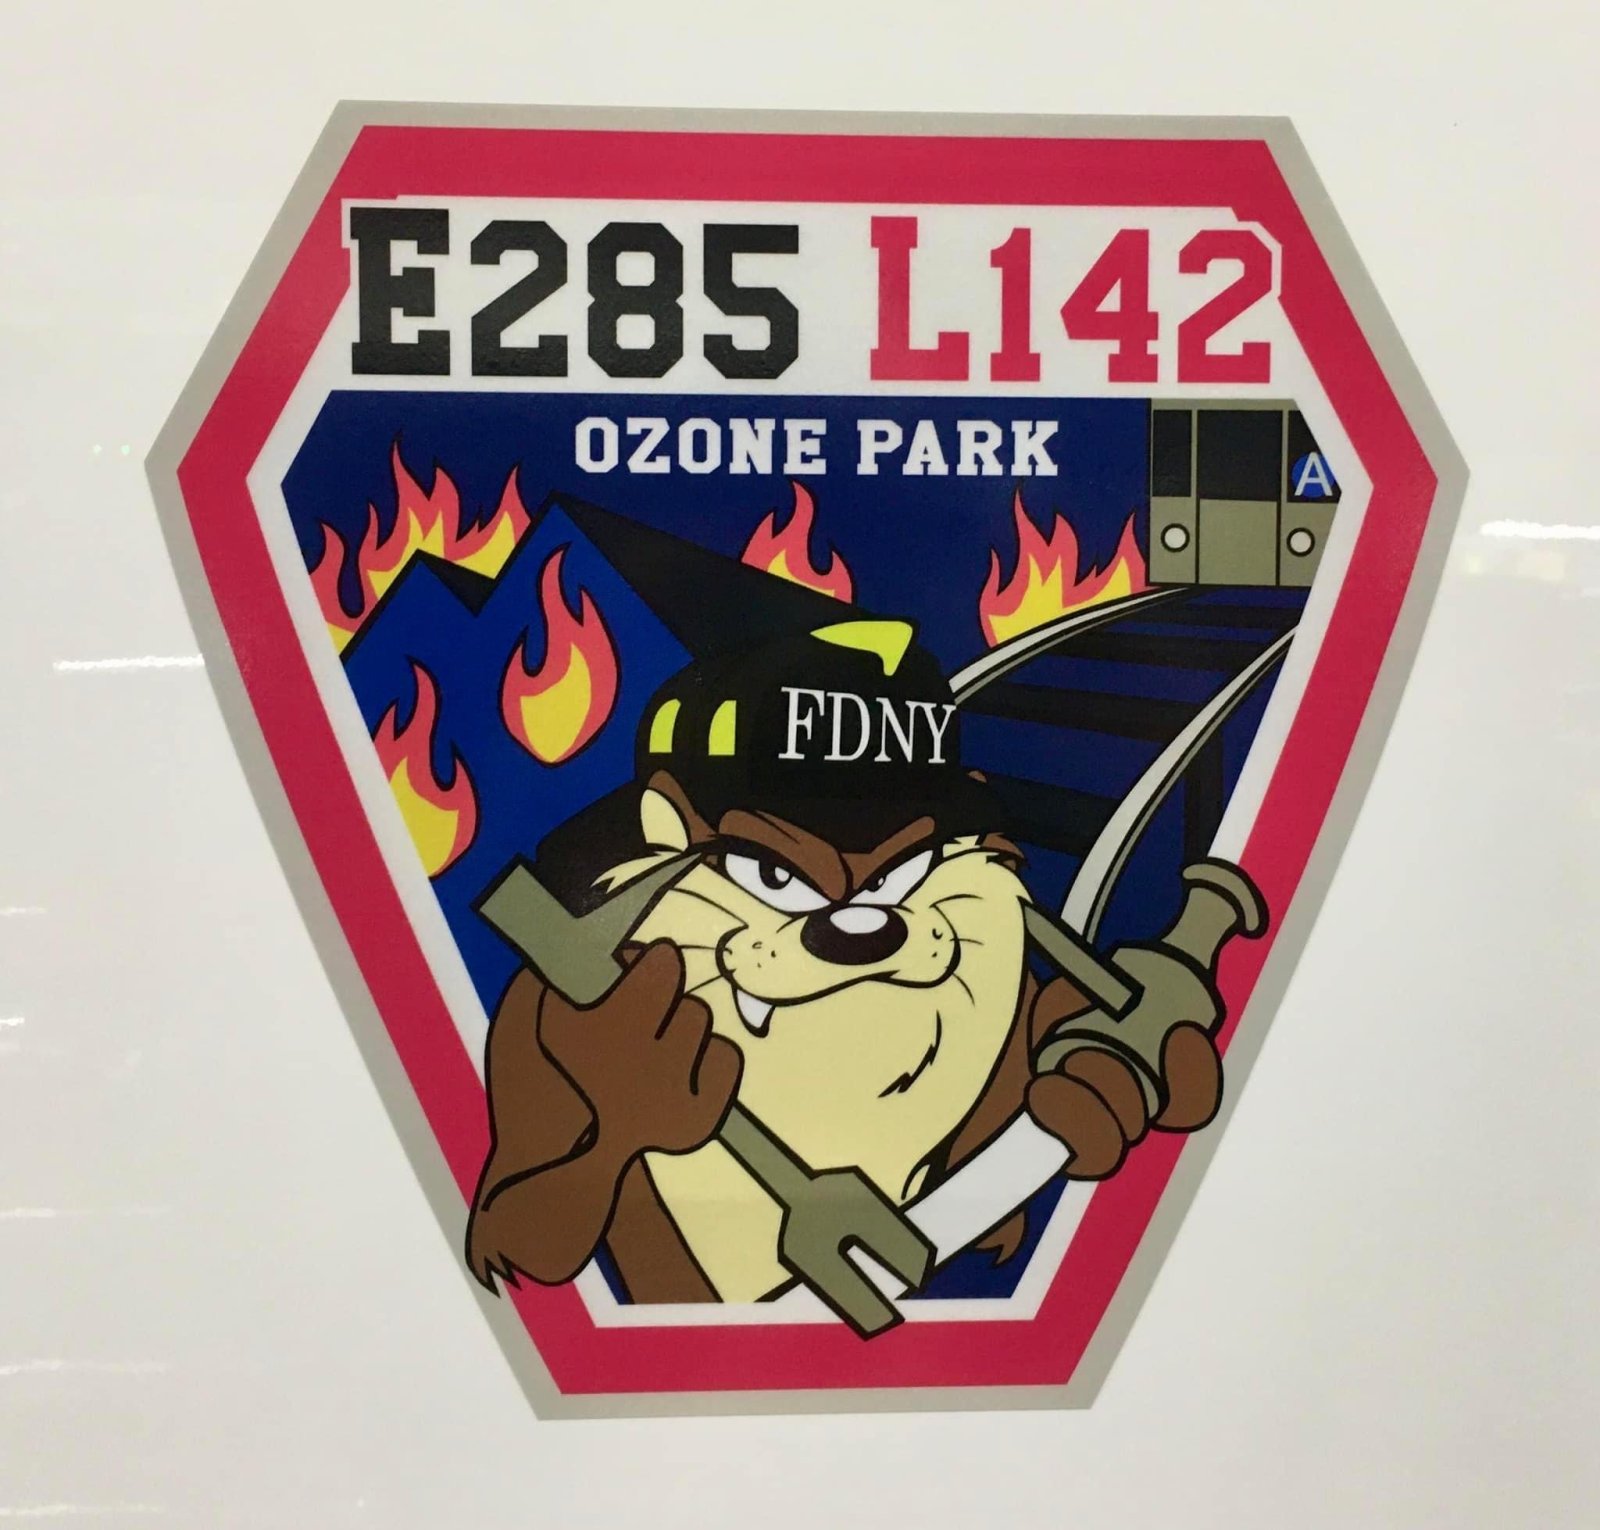 E285 L142
OZONE PARK
A
FDNY